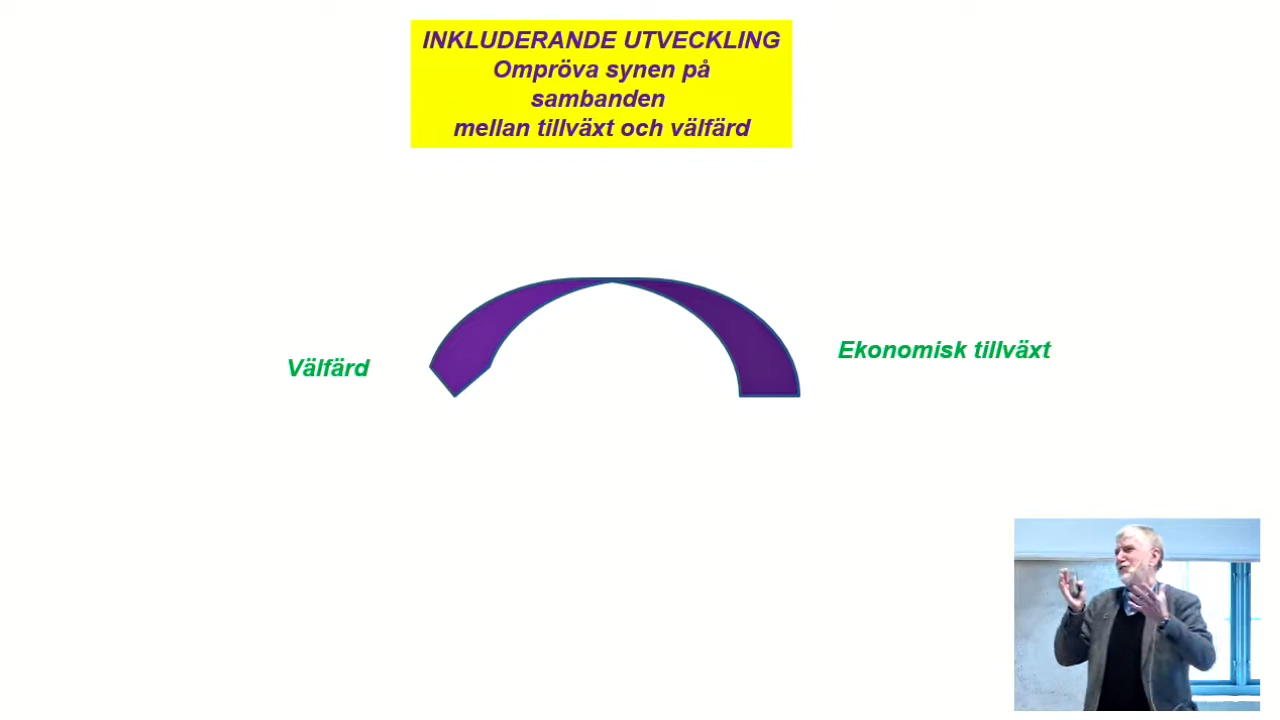 INKLUDERANDE UTVECKLING
Ompröva synen på
sambanden
mellan tillväxt och välfärd
Välfärd
Ekonomisk tillväxt